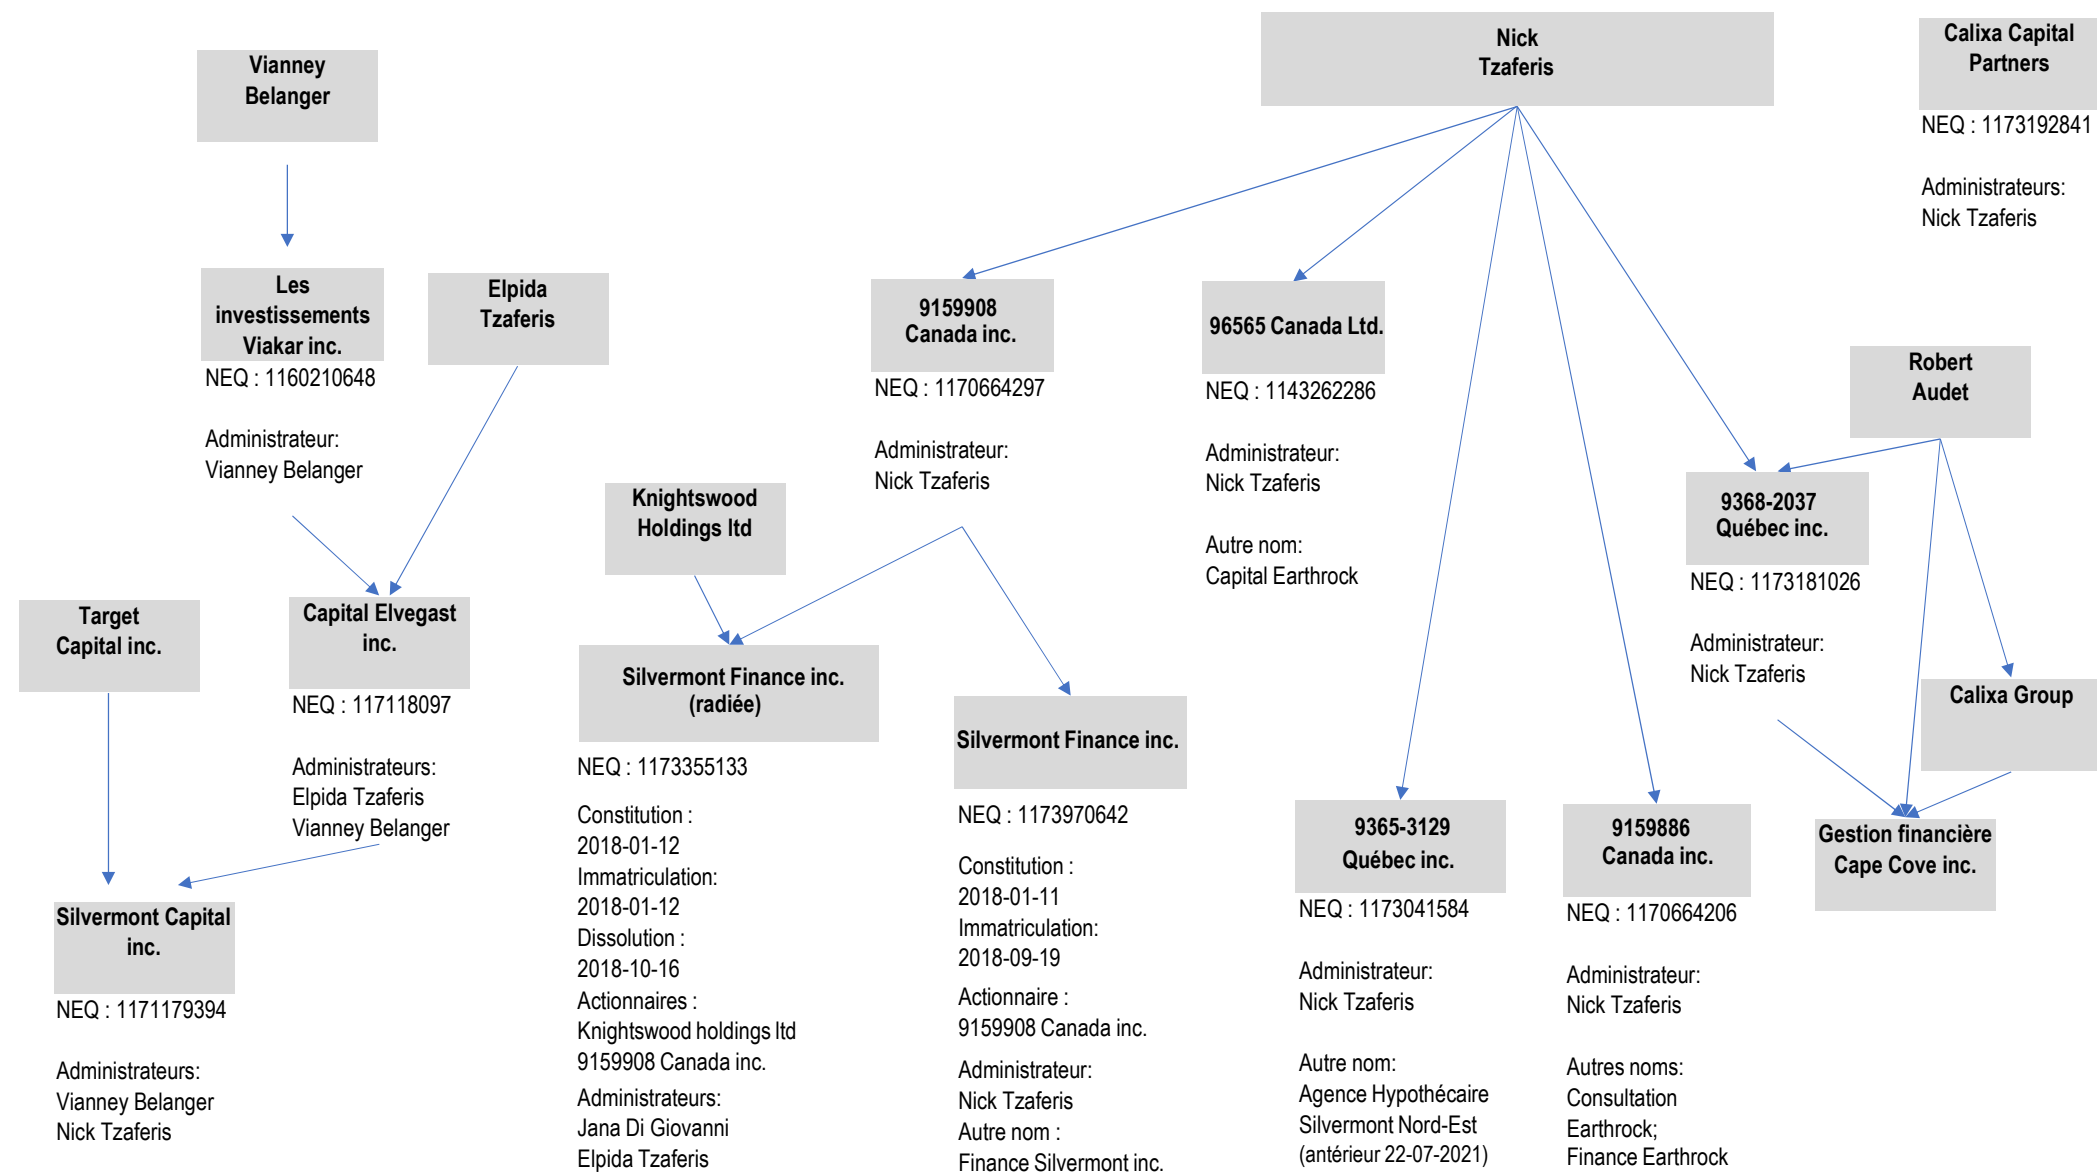 Vianney
Belanger
Nick
Tzaferis
Calixa Capital
Partners
NEQ : 1173192841
Administrateurs:
Nick Tzaferis
Les
investissements
Viakar inc.
NEQ : 1160210648
Administrateur:
Vianney Belanger
Elpida
Tzaferis
9159908
Canada inc.
NEQ : 1170664297
Administrateur:
Nick Tzaferis
96565 Canada Ltd.
NEQ : 1143262286
Administrateur:
Nick Tzaferis
Autre nom:
Capital Earthrock
Robert
Audet
Knightswood
Holdings ltd
9368-2037
Québec inc.
NEQ : 1173181026
Administrateur:
Nick Tzaferis
Target
Capital inc.
Capital Elvegast
inc.
NEQ : 117118097
Administrateurs:
Elpida Tzaferis
Vianney Belanger
Silvermont Finance inc.
(radiée)
NEQ : 1173355133
Constitution :
2018-01-12
Immatriculation:
2018-01-12
Dissolution :
2018-10-16
Actionnaires :
Knightswood holdings ltd
9159908 Canada inc.
Administrateurs:
Jana Di Giovanni
Elpida Tzaferis
Silvermont Finance inc.
NEQ : 1173970642
Constitution :
2018-01-11
Immatriculation:
2018-09-19
Actionnaire :
9159908 Canada inc.
Administrateur:
Nick Tzaferis
Autre nom :
Finance Silvermont inc.
Calixa Group
9365-3129
Québec inc.
NEQ : 1173041584
Administrateur:
Nick Tzaferis
Autre nom:
Agence Hypothécaire
Silvermont Nord-Est
(antérieur 22-07-2021)
9159886
Canada inc.
NEQ : 1170664206
Administrateur:
Nick Tzaferis
Autres noms:
Consultation
Earthrock;
Finance Earthrock
Gestion financière
Cape Cove inc.
Silvermont Capital
inc.
NEQ : 1171179394
Administrateurs:
Vianney Belanger
Nick Tzaferis